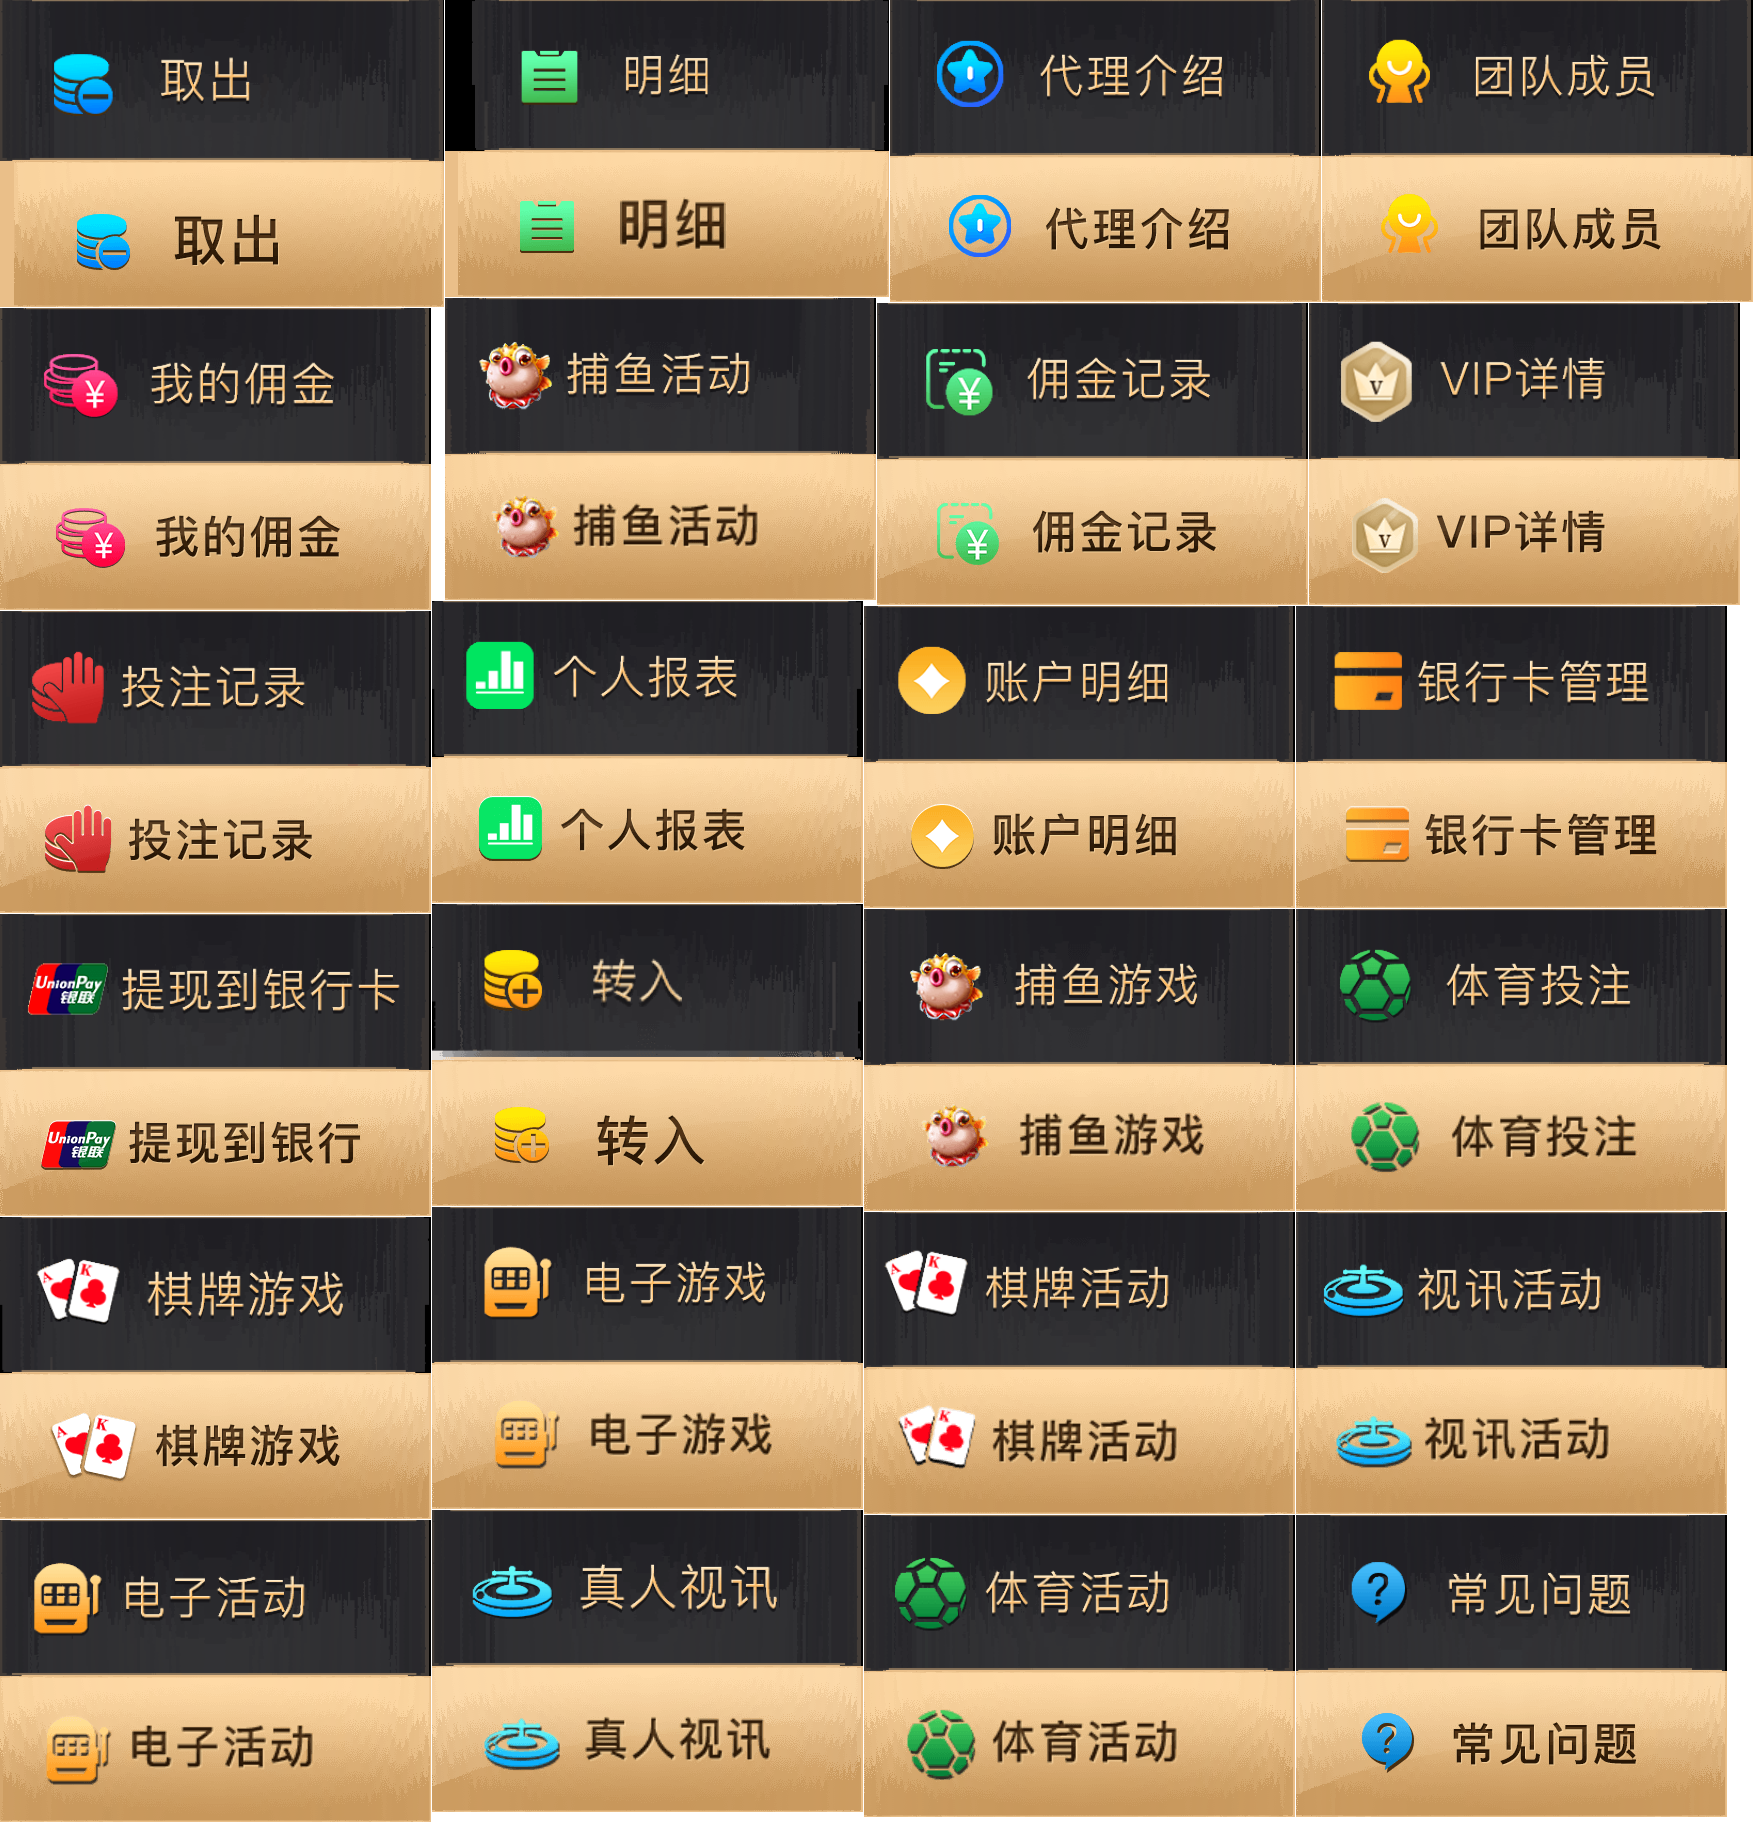 取出
明细
代理介绍
团队成员
取出
明细
代理介绍
团队成员
我的佣金
捕鱼活动
佣金记录
VIP详情
我的佣金
捕鱼活动
佣金记录
VIP详情
投注记录
个人报表
账户明细
银行卡管理
投注记录
个人报表
账户明细
银行卡管理
UnionPay
银联
提现到银行卡
转入
捕鱼游戏
体育投注
UnionPay
银联
提现到银行
转入
捕鱼游戏
体育投注
A K
棋牌游戏
电子游戏
A K
棋牌活动
视讯活动
A K
棋牌游戏
电子游戏
A K
棋牌活动
视讯活动
电子活动
真人视讯
体育活动
?
常见问题
电子活动
真人视讯
体育活动
?
常见问题